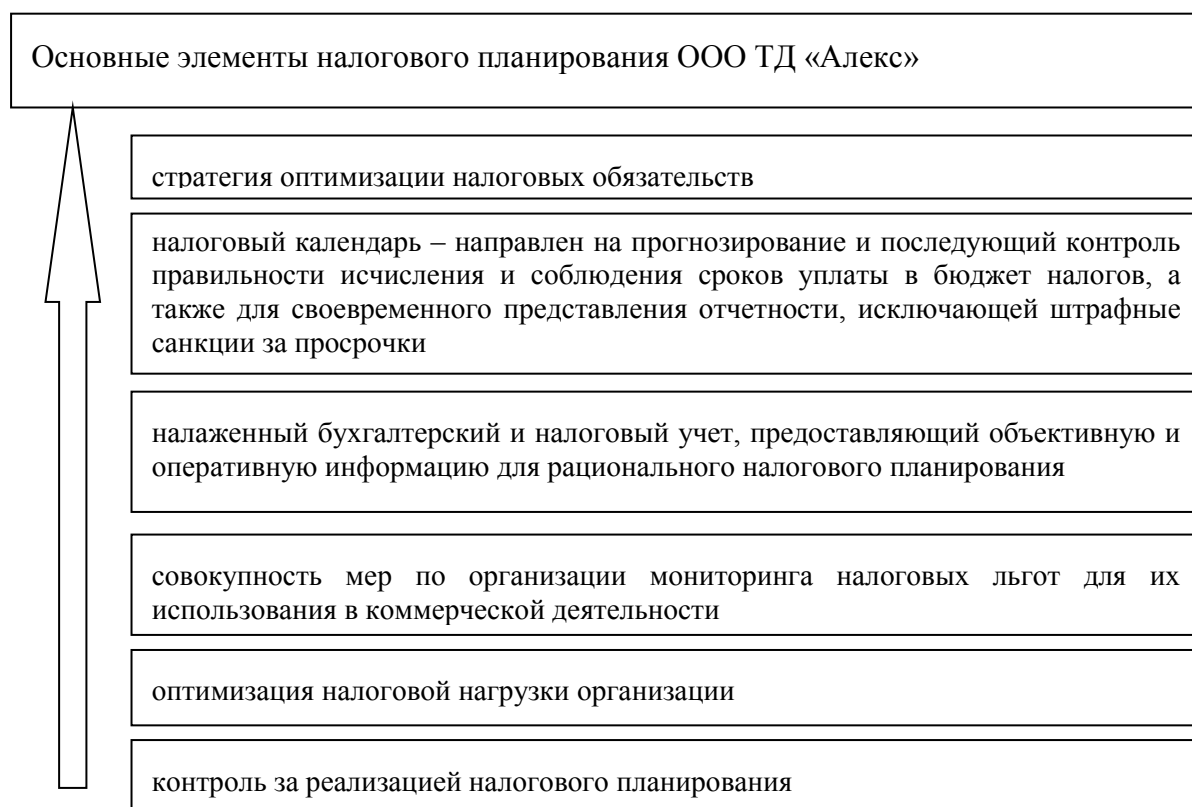 Основные элементы налогового планирования ООО ТД «Алекс»
стратегия оптимизации налоговых обязательств
налоговый календарь – направлен на прогнозирование и последующий контроль
правильности исчисления и соблюдения сроков уплаты в бюджет налогов, а
также для своевременного представления отчетности, исключающей штрафные
санкции за просрочки
налаженный бухгалтерский и налоговый учет, предоставляющий объективную и
оперативную информацию для рационального налогового планирования
совокупность мер по организации мониторинга налоговых льгот для их
использования в коммерческой деятельности
оптимизация налоговой нагрузки организации
контроль за реализацией налогового планирования